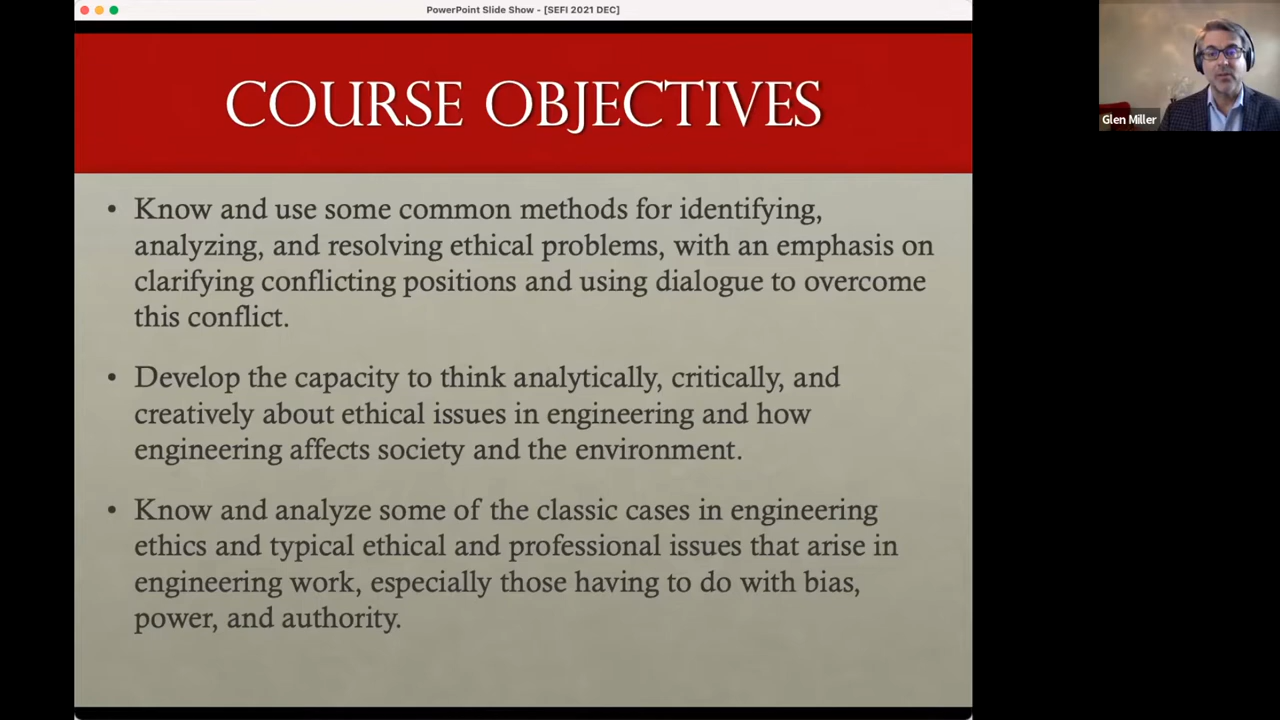 PowerPoint Slide Show - [SEFI 2021 DEC]
COURSE OBJECTIVES
• Know and use some common methods for identifying,
analyzing, and resolving ethical problems, with an emphasis on
clarifying conflicting positions and using dialogue to overcome
this conflict.
• Develop the capacity to think analytically, critically, and
creatively about ethical issues in engineering and how
engineering affects society and the environment.
• Know and analyze some of the classic cases in engineering
ethics and typical ethical and professional issues that arise in
engineering work, especially those having to do with bias,
power, and authority.
Glen Miller